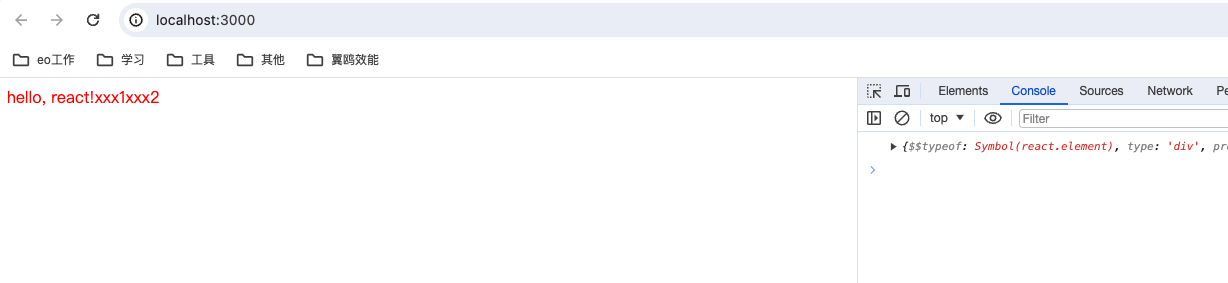 localhost:3000
eo工作 学习 工具 其他 翼鸥效能
hello, react!xxx1xxx2
Elements Console Sources Network Pe
top Filter
{$$typeof: Symbol(react.element), type: 'div', pr